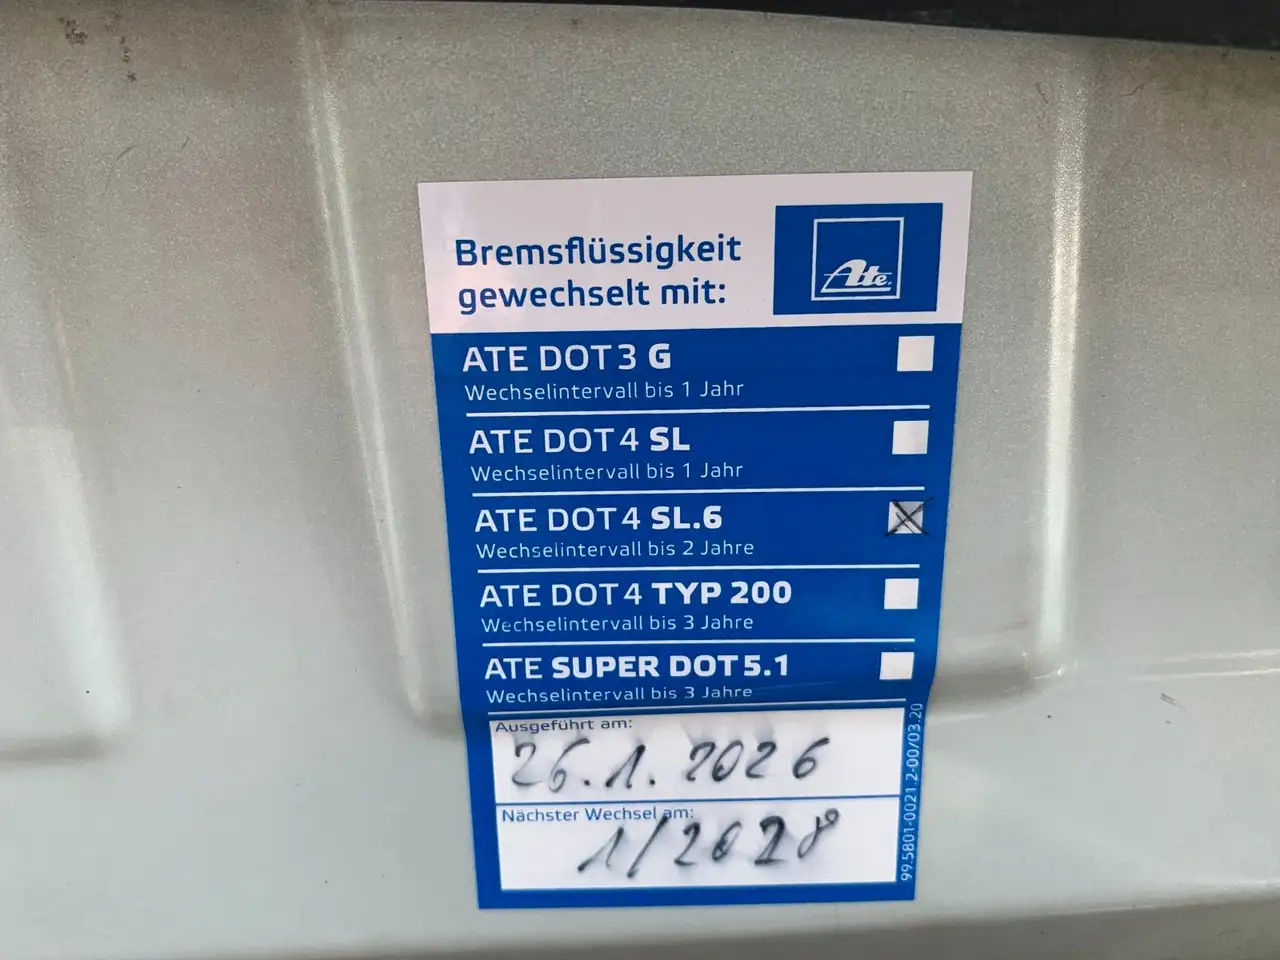 Bremsflüssigkeit
gewechselt mit:
Ate
ATE DOT 3 G
Wechselintervall bis 1 Jahr
ATE DOT 4 SL
Wechselintervall bis 1 Jahr
ATE DOT 4 SL.6
Wechselintervall bis 2 Jahre
ATE DOT 4 TYP 200
Wechselintervall bis 3 Jahre
ATE SUPER DOT 5.1
Wechselintervall bis 3 Jahre
Ausgeführt am:
26.1.2026
Nächster Wechsel am:
1/2028
99.5801-0021.2-00/03.20